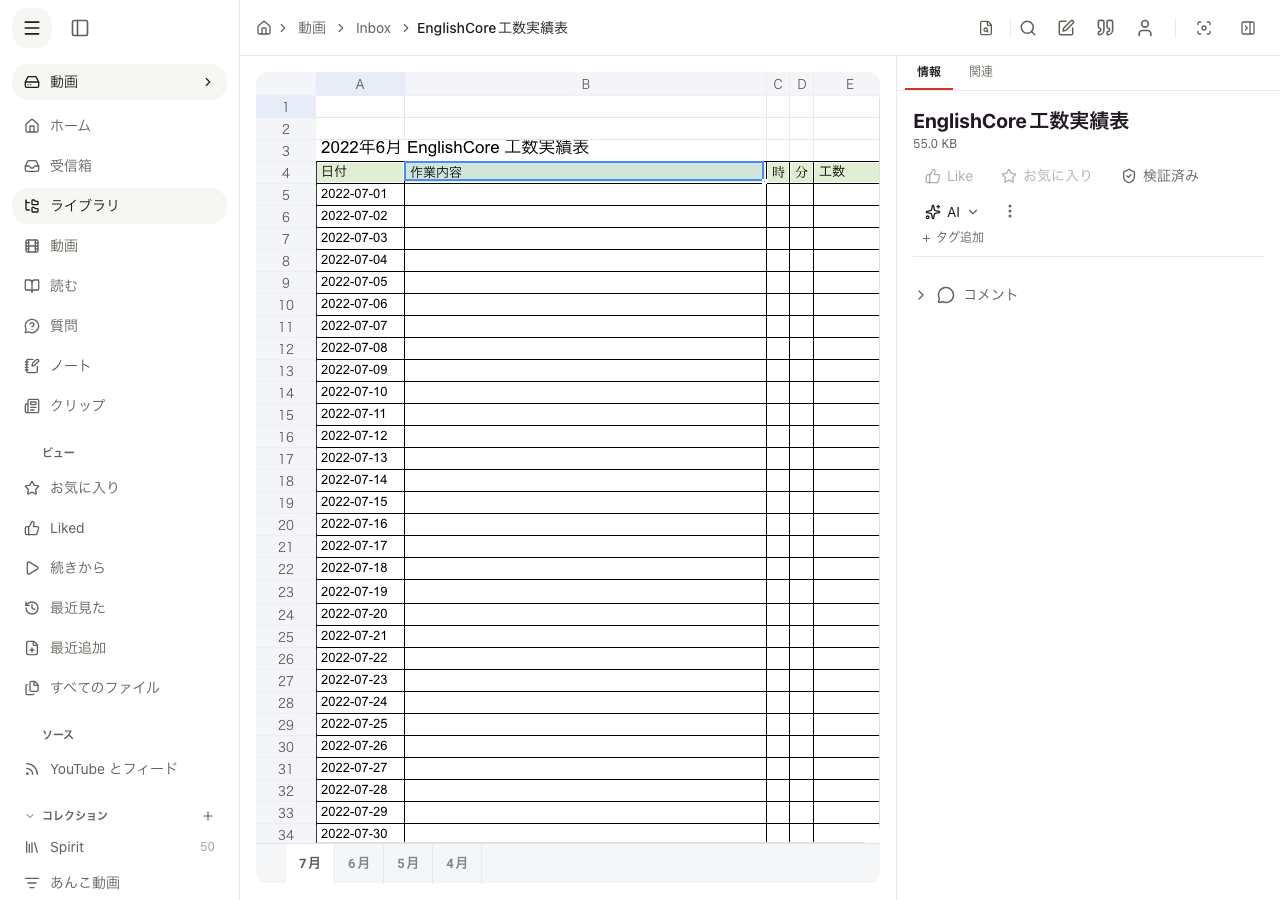 動画
ホーム
受信箱
ライブラリ
動画
読む
質問
ノート
クリップ
ビュー
お気に入り
Liked
続きから
最近見た
最近追加
すべてのファイル
ソース
YouTube とフィード
コレクション
Spirit 50
あんこ動画
動画 Inbox EnglishCore工数実績表
A B C D E
1
2
3 2022年6月 EnglishCore 工数実績表
4 日付 作業内容 時 分 工数
5 2022-07-01
6 2022-07-02
7 2022-07-03
8 2022-07-04
9 2022-07-05
10 2022-07-06
11 2022-07-07
12 2022-07-08
13 2022-07-09
14 2022-07-10
15 2022-07-11
16 2022-07-12
17 2022-07-13
18 2022-07-14
19 2022-07-15
20 2022-07-16
21 2022-07-17
22 2022-07-18
23 2022-07-19
24 2022-07-20
25 2022-07-21
26 2022-07-22
27 2022-07-23
28 2022-07-24
29 2022-07-25
30 2022-07-26
31 2022-07-27
32 2022-07-28
33 2022-07-29
34 2022-07-30
7月 6月 5月 4月
情報 関連
EnglishCore工数実績表
55.0 KB
Like お気に入り 検証済み
AI
+ タグ追加
コメント